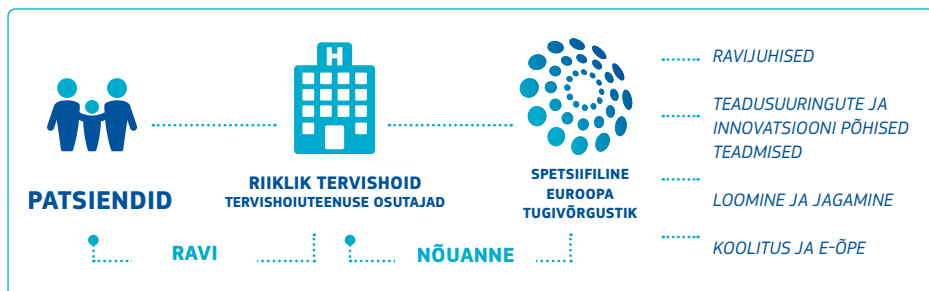 H
PATSIENDID
RIIKLIK TERVISHOID
TERVISHOIUTEENUSE OSUTAJAD
SPETSIIFILINE
EUROOPA
TUGIVÕRGUSTIK
RAVI
NÕUANNE
RAVIJUHISED
TEADUSUURINGUTE JA
INNOVATSIOONI PÕHISED
TEADMISED
LOOMINE JA JAGAMINE
KOOLITUS JA E-ÕPE